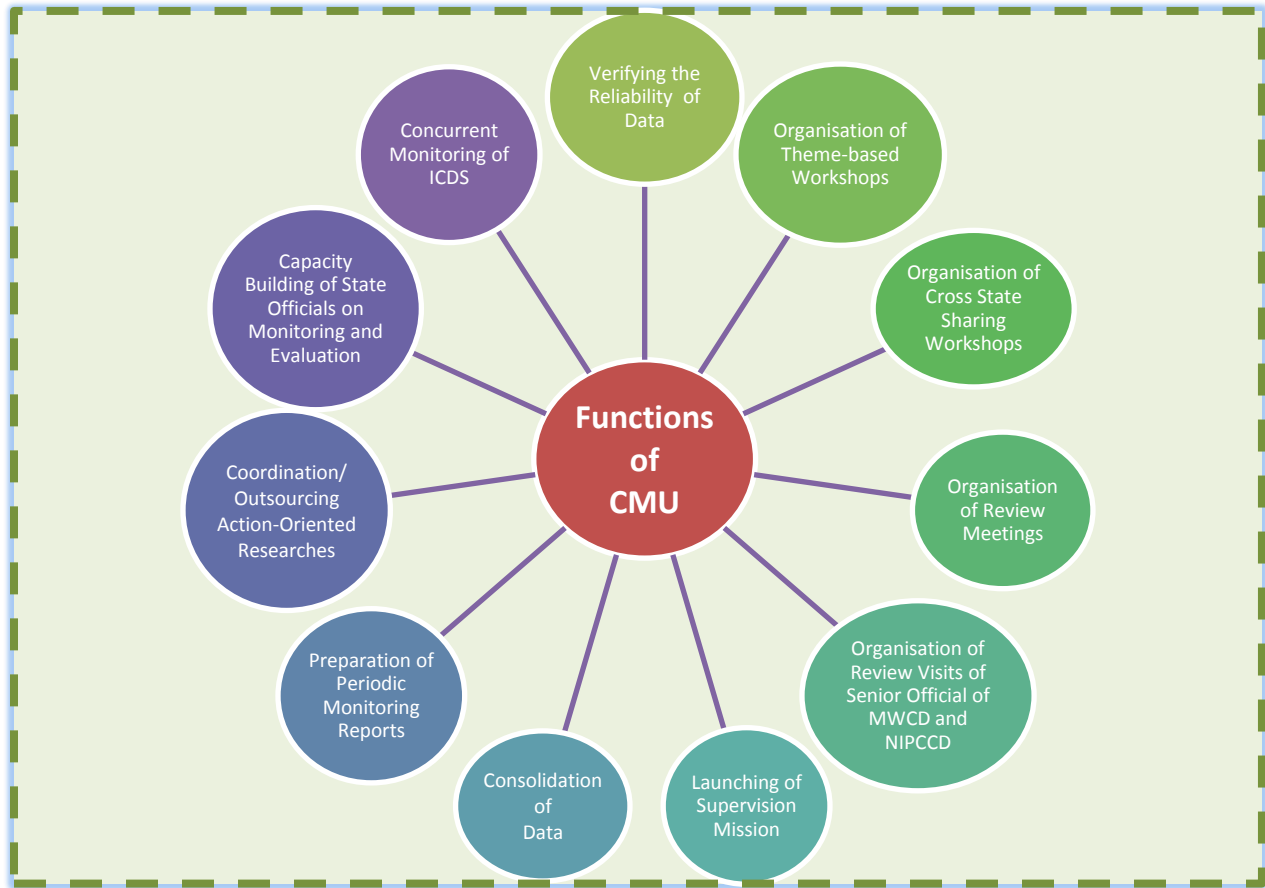 Functions
of
CMU
Verifying the
Reliability of
Data
Organisation of
Theme-based
Workshops
Organisation of
Cross State
Sharing
Workshops
Organisation
of Review
Meetings
Organisation of
Review Visits of
Senior Official of
MWCD and
NIPCCD
Launching of
Supervision
Mission
Consolidation
of
Data
Preparation of
Periodic
Monitoring
Reports
Coordination/
Outsourcing
Action-Oriented
Researches
Capacity
Building of State
Officials on
Monitoring and
Evaluation
Concurrent
Monitoring of
ICDS